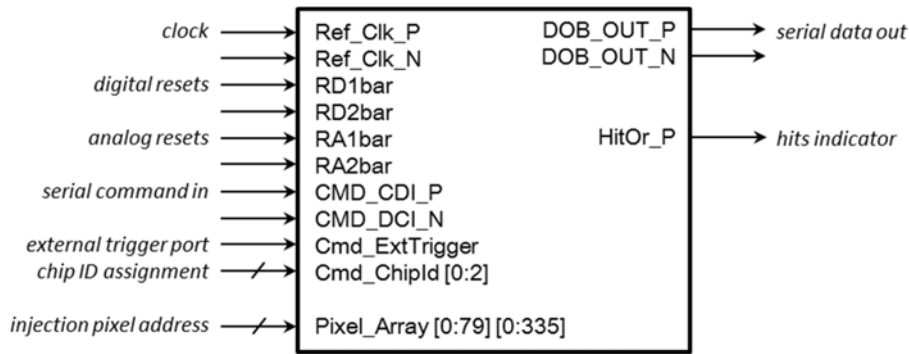 clock Ref_Clk_P DOB_OUT_P serial data out
Ref_Clk_N DOB_OUT_N
digital resets RD1bar
RD2bar
analog resets RA1bar HitOr_P hits indicator
RA2bar
serial command in CMD_CDI_P
CMD_DCI_N
external trigger port Cmd_ExtTrigger
chip ID assignment Cmd_ChipId [0:2]
injection pixel address Pixel_Array [0:79] [0:335]